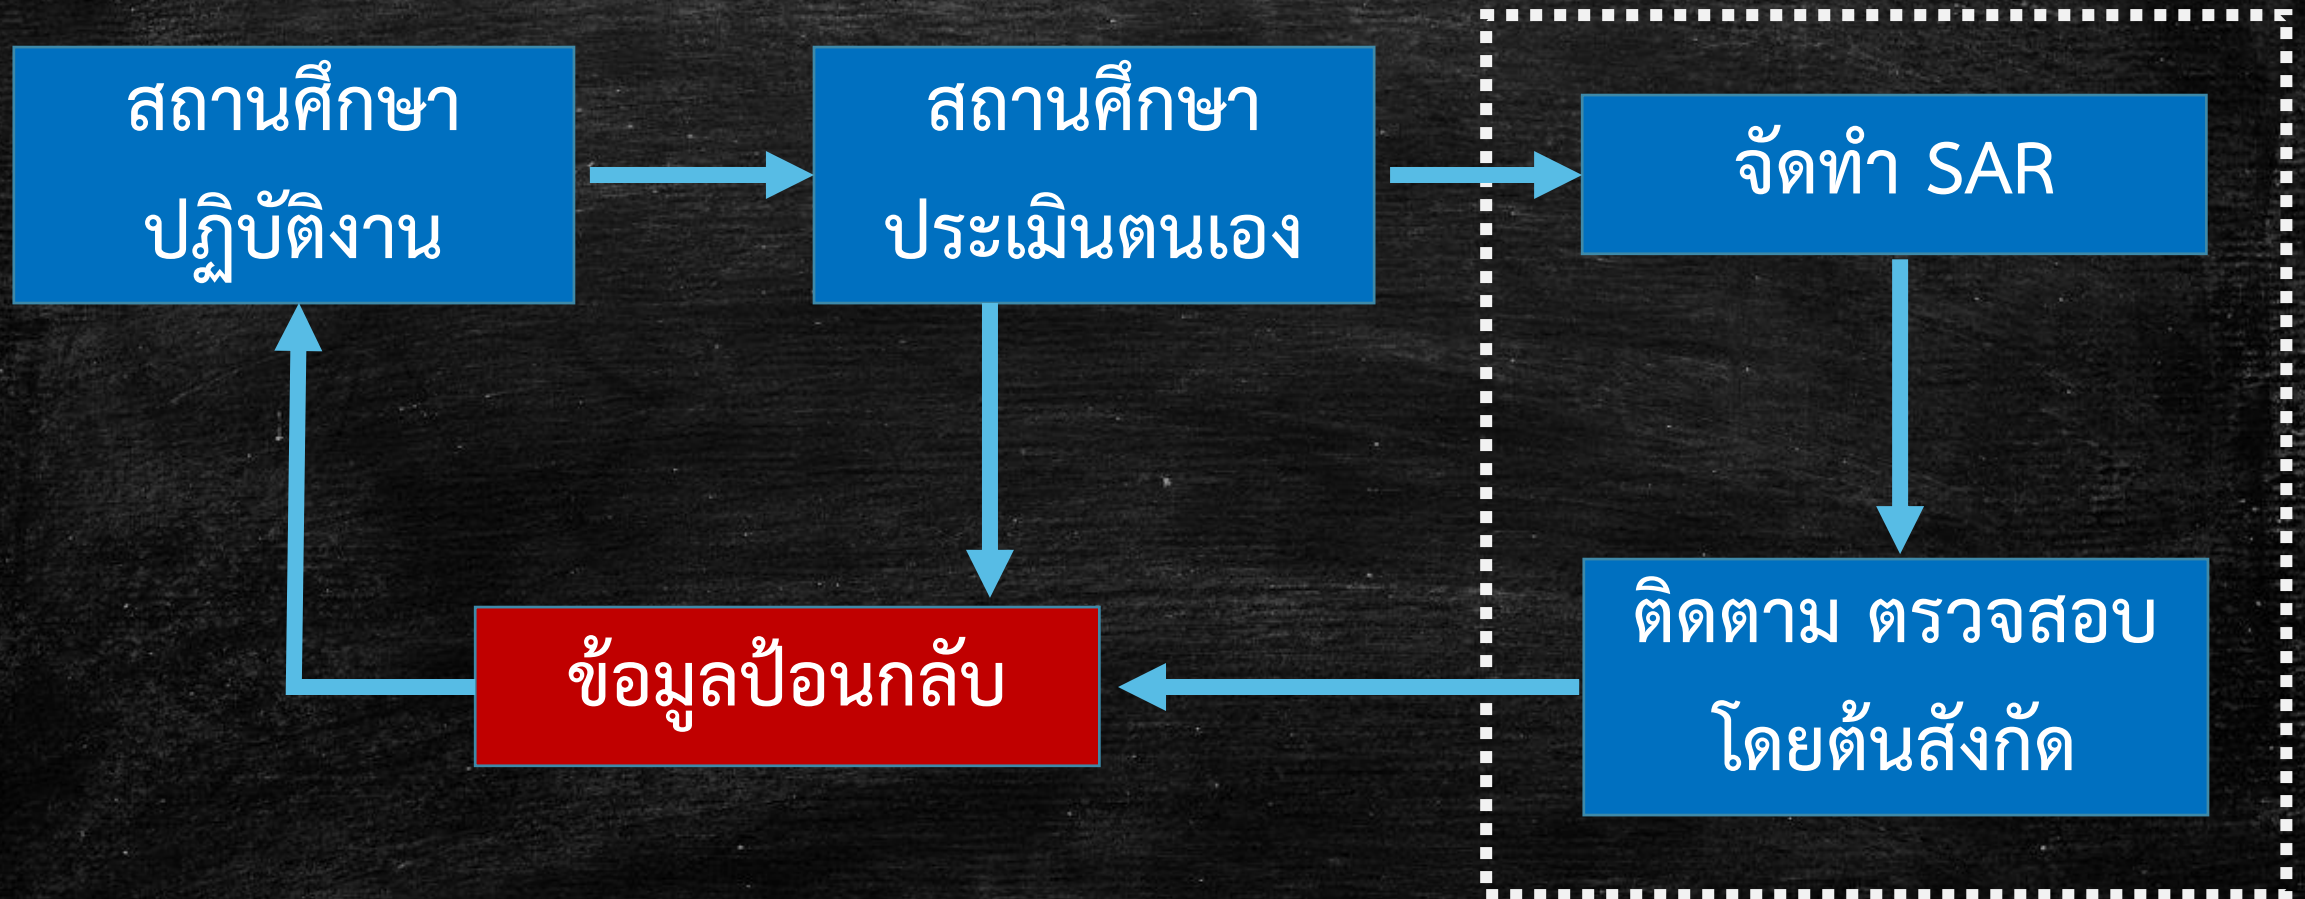 สถานศึกษา
ปฏิบัติงาน
สถานศึกษา
ประเมินตนเอง
จัดทำ SAR
ข้อมูลป้อนกลับ
ติดตาม ตรวจสอบ
โดยต้นสังกัด